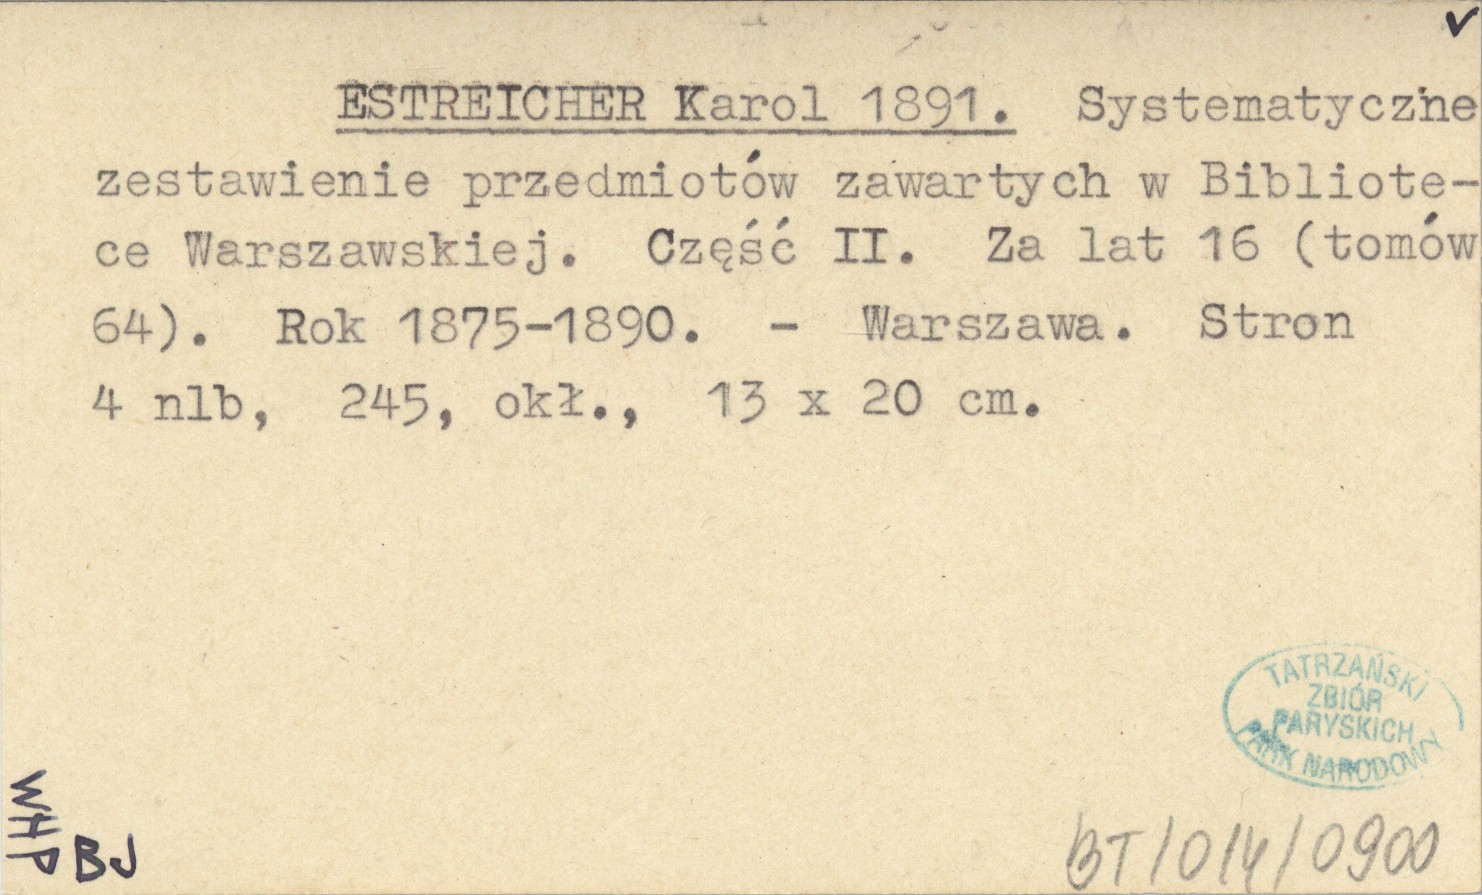 ✓
ESTREICHER Karol 1891. Systematyczne
zestawienie przedmiotów zawartych w Bibliote-
ce Warszawskiej. Część II. Za lat 16 (tomów
64). Rok 1875-1890. - Warszawa. Stron
4 nlb, 245, okł., 13 x 20 cm.
TATRZAŃSKI
ZBIÓR
PARYSKICH
PARK NARODOWY
WHP
BJ
BT/014/0900